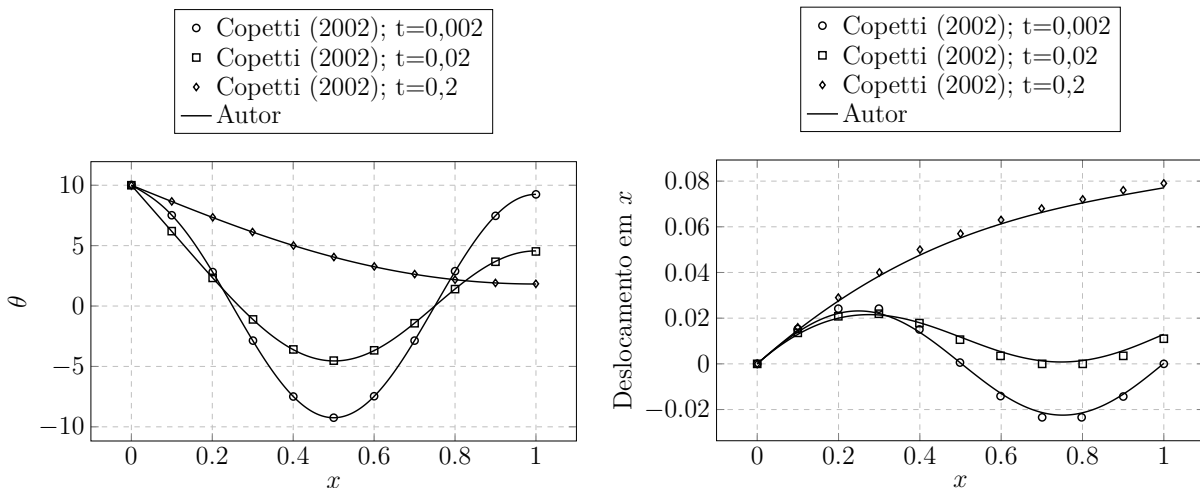 Copetti (2002); t=0,002
Copetti (2002); t=0,02
Copetti (2002); t=0,2
Autor
10
5
0
−5
−10
θ
0
0.2
0.4
0.6
0.8
1
x
Copetti (2002); t=0,002
Copetti (2002); t=0,02
Copetti (2002); t=0,2
Autor
0.08
0.06
0.04
0.02
0
−0.02
Deslocamento em x
0
0.2
0.4
0.6
0.8
1
x